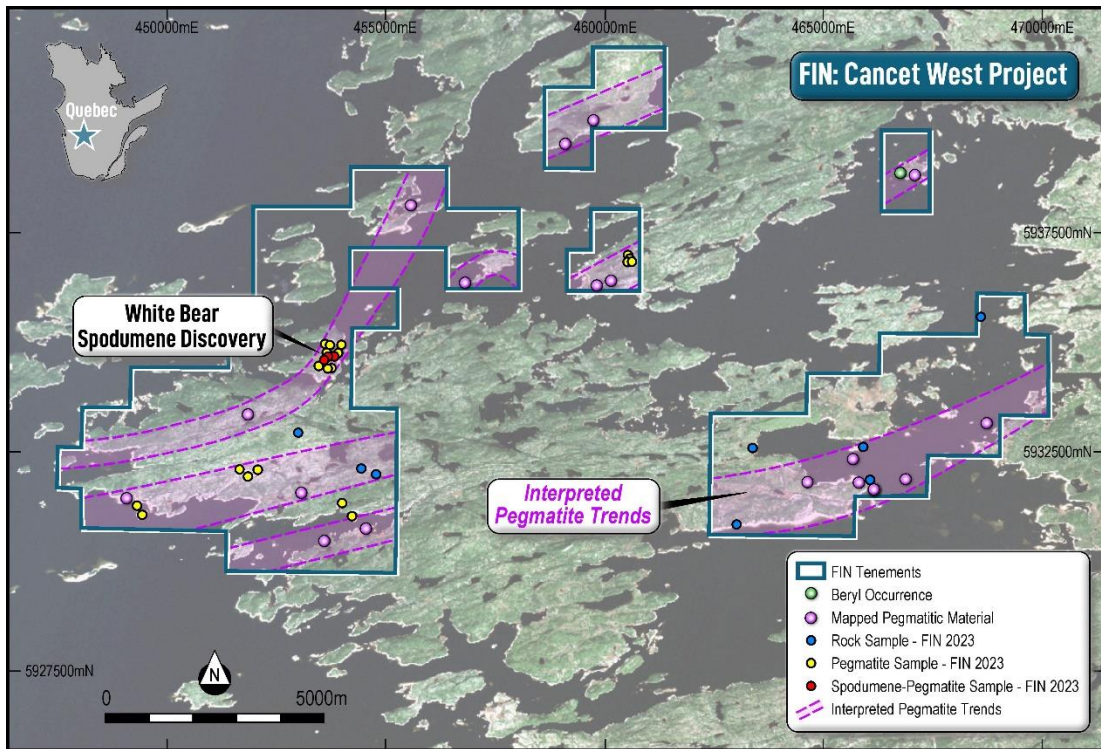 450000mE
455000mE
460000mE
465000mE
470000mE
FIN: Cancet West Project
Quebec
5937500mN
White Bear
Spodumene Discovery
5932500mN
Interpreted
Pegmatite Trends
FIN Tenements
Beryl Occurrence
Mapped Pegmatitic Material
Rock Sample - FIN 2023
Pegmatite Sample - FIN 2023
Spodumene-Pegmatite Sample - FIN 2023
Interpreted Pegmatite Trends
5927500mN
N
0
5000m